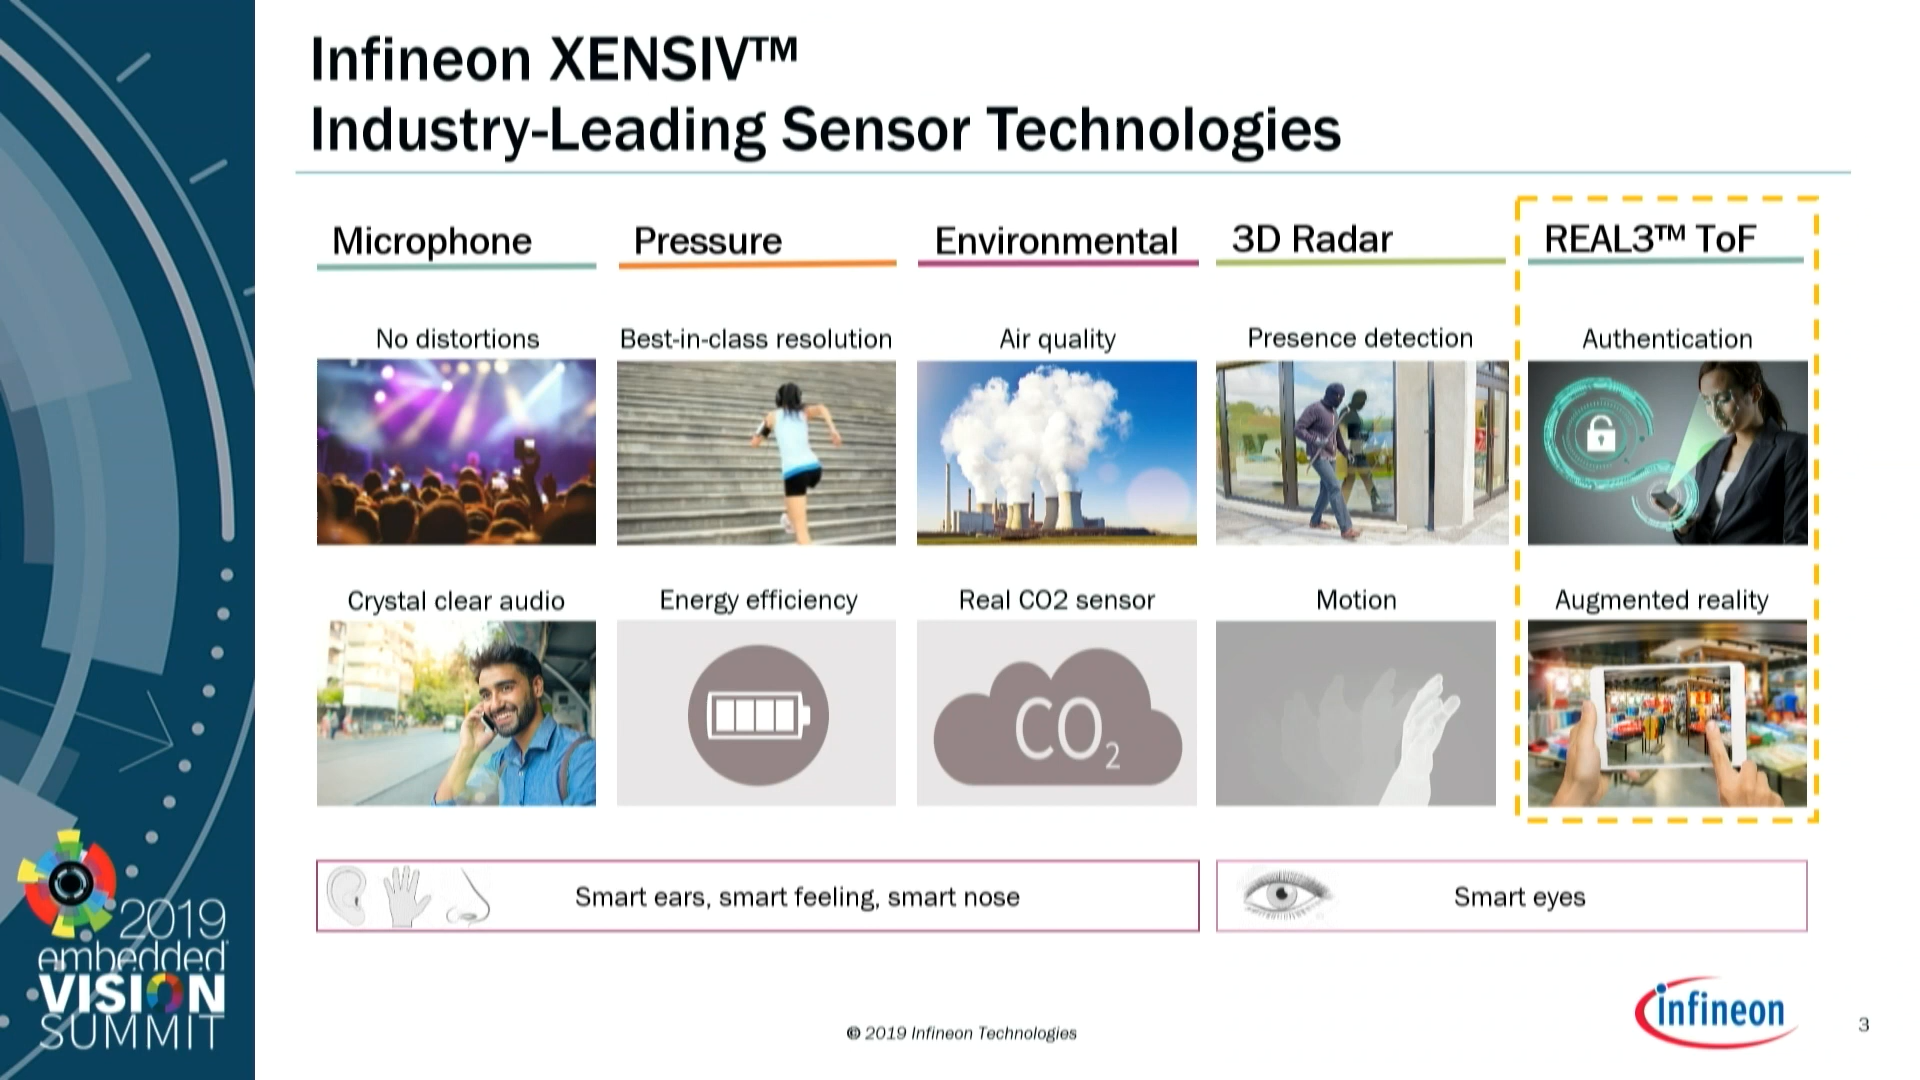 Infineon XENSIV™
Industry-Leading Sensor Technologies
Microphone
Pressure
Environmental
3D Radar
REAL3™ ToF
No distortions
Best-in-class resolution
Air quality
Presence detection
Authentication
Crystal clear audio
Energy efficiency
Real CO2 sensor
Motion
Augmented reality
CO2
Smart ears, smart feeling, smart nose
Smart eyes
2019
embedded
VISION
SUMMIT
© 2019 Infineon Technologies
infineon
3